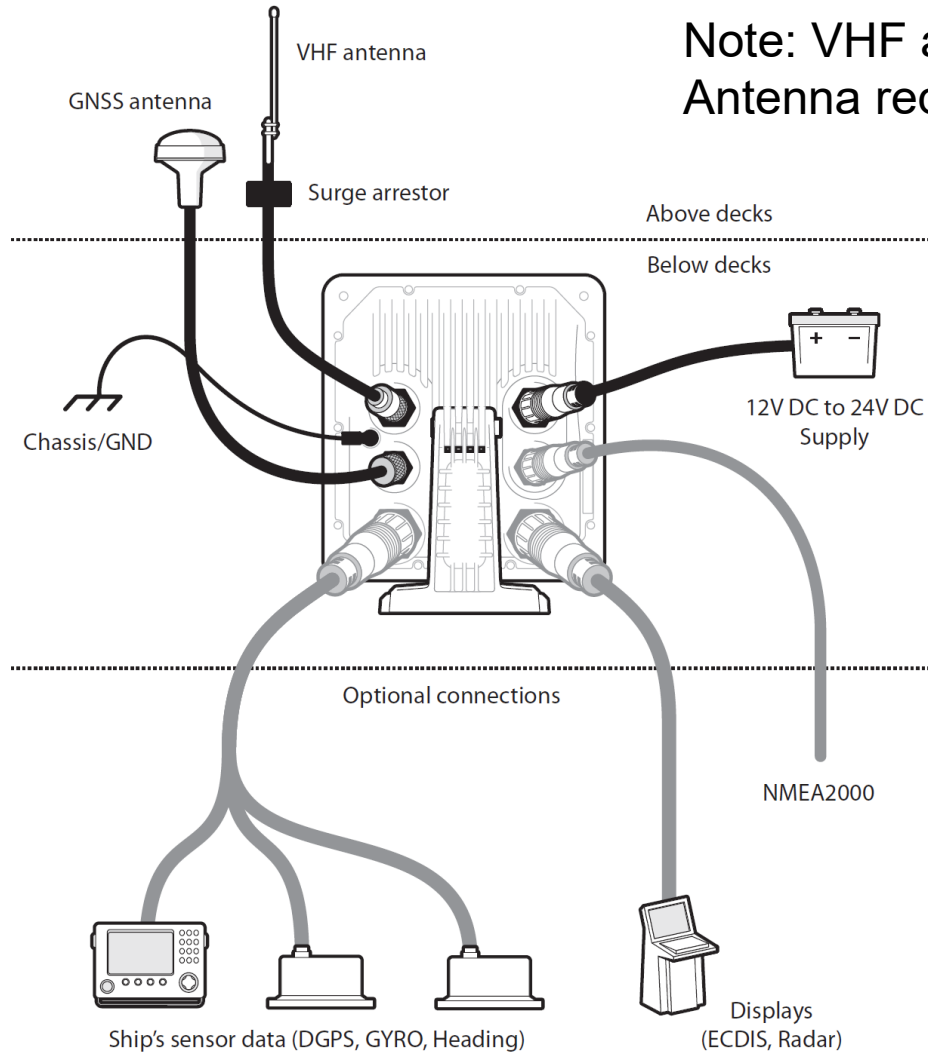 Note: VHF a
Antenna rec
VHF antenna
GNSS antenna
Surge arrestor
Above decks
Below decks
+ −
12V DC to 24V DC
Supply
Chassis/GND
Optional connections
NMEA2000
Ship's sensor data (DGPS, GYRO, Heading)
Displays
(ECDIS, Radar)